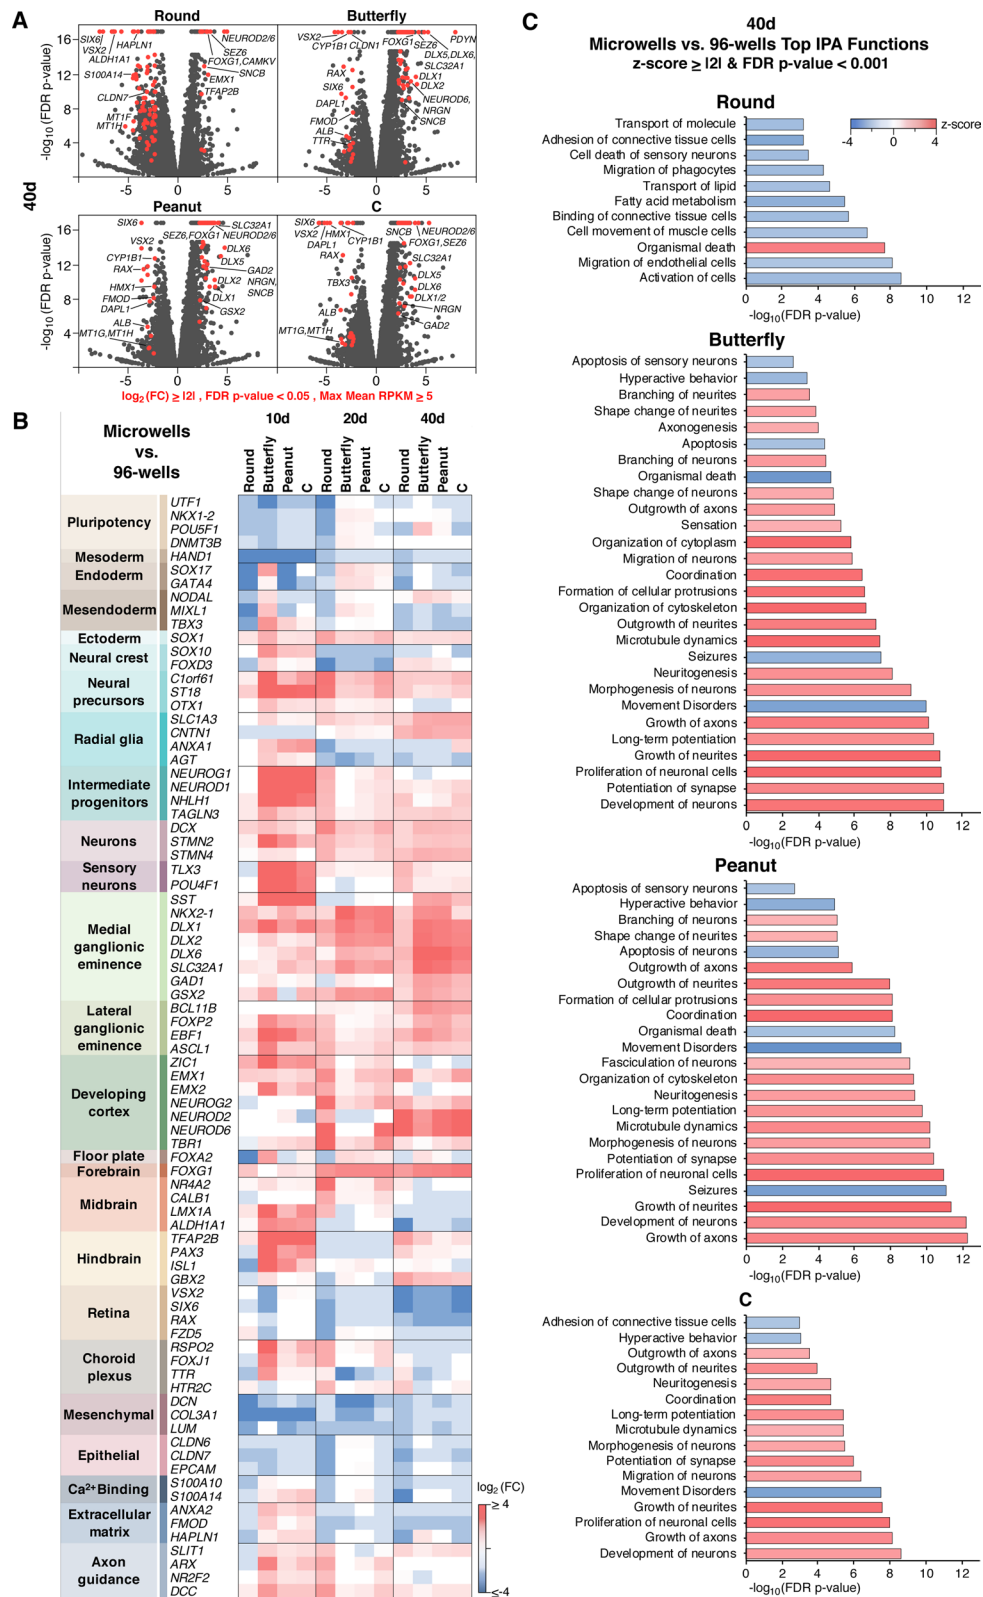 A
Round
Butterfly
16
12
8
4
-log10(FDR p-value)
SIX6
VSX2
HAPLN1
ALDH1A1
S100A14
CLDN7
MT1F
MT1H
NEUROD2/6
SEZ6
FOXG1,CAMKV
SNCB
EMX1
TFAP2B
VSX2
CYP1B1
CLDN1
FOXG1
SEZ6
PDYN
DLX5,DLX6,
SLC32A1
RAX
DLX1
DLX2
SIX6
DAPL1
NEUROD6,
NRGN
SNCB
FMOD
ALB
TTR
-5
0
5
-5
0
5
40d
Peanut
C
16
12
8
4
-log10(FDR p-value)
SIX6
SLC32A1
SEZ6,FOXG1
NEUROD2/6
VSX2
CYP1B1
RAX
HMX1
FMOD
DAPL1
ALB
MT1G,MT1H
DLX6
DLX5
GAD2
DLX2
NRGN,
SNCB
DLX1
GSX2
SIX6
VSX2
HMX1
DAPL1
CYP1B1
RAX
TBX3
ALB
MT1G,MT1H
SNCB
NEUROD2/6
FOXG1,SEZ6
SLC32A1
DLX5
DLX6
DLX1/2
NRGN
GAD2
-5
0
5
-5
0
5
log2(FC) ≥ |2| , FDR p-value < 0.05 , Max Mean RPKM ≥ 5
B
Microwells
vs.
96-wells
10d
20d
40d
Round
Butterfly
Peanut
C
Round
Butterfly
Peanut
C
Round
Butterfly
Peanut
C
Pluripotency
UTF1
NKX1-2
POU5F1
DNMT3B
Mesoderm
HAND1
Endoderm
SOX17
GATA4
Mesendoderm
NODAL
MIXL1
TBX3
Ectoderm
SOX1
Neural crest
SOX10
FOXD3
Neural
precursors
C1orf61
ST18
OTX1
Radial glia
SLC1A3
CNTN1
ANXA1
AGT
Intermediate
progenitors
NEUROG1
NEUROD1
NHLH1
TAGLN3
Neurons
DCX
STMN2
STMN4
Sensory
neurons
TLX3
POU4F1
Medial
ganglionic
eminence
SST
NKX2-1
DLX1
DLX2
DLX6
SLC32A1
GAD1
GSX2
Lateral
ganglionic
eminence
BCL11B
FOXP2
EBF1
ASCL1
Developing
cortex
ZIC1
EMX1
EMX2
NEUROG2
NEUROD2
NEUROD6
TBR1
Floor plate
FOXA2
Forebrain
FOXG1
Midbrain
NR4A2
CALB1
LMX1A
ALDH1A1
Hindbrain
TFAP2B
PAX3
ISL1
GBX2
Retina
VSX2
SIX6
RAX
FZD5
Choroid
plexus
RSPO2
FOXJ1
TTR
HTR2C
Mesenchymal
DCN
COL3A1
LUM
Epithelial
CLDN6
CLDN7
EPCAM
Ca2+Binding
S100A10
S100A14
Extracellular
matrix
ANXA2
FMOD
HAPLN1
Axon
guidance
SLIT1
ARX
NR2F2
DCC
log2 (FC)
≥ 4
≤-4
C
40d
Microwells vs. 96-wells Top IPA Functions
z-score ≥ |2| & FDR p-value < 0.001
Round
Transport of molecule
Adhesion of connective tissue cells
Cell death of sensory neurons
Migration of phagocytes
Transport of lipid
Fatty acid metabolism
Binding of connective tissue cells
Cell movement of muscle cells
Organismal death
Migration of endothelial cells
Activation of cells
z-score
-4
0
4
0 2 4 6 8 10 12
-log10(FDR p-value)
Butterfly
Apoptosis of sensory neurons
Hyperactive behavior
Branching of neurites
Shape change of neurites
Axonogenesis
Apoptosis
Branching of neurons
Organismal death
Shape change of neurons
Outgrowth of axons
Sensation
Organization of cytoplasm
Migration of neurons
Coordination
Formation of cellular protrusions
Organization of cytoskeleton
Outgrowth of neurites
Microtubule dynamics
Seizures
Neuritogenesis
Morphogenesis of neurons
Movement Disorders
Growth of axons
Long-term potentiation
Growth of neurites
Proliferation of neuronal cells
Potentiation of synapse
Development of neurons
0 2 4 6 8 10 12
-log10(FDR p-value)
Peanut
Apoptosis of sensory neurons
Hyperactive behavior
Branching of neurons
Shape change of neurites
Apoptosis of neurons
Outgrowth of axons
Outgrowth of neurites
Formation of cellular protrusions
Coordination
Organismal death
Movement Disorders
Fasciculation of neurons
Organization of cytoskeleton
Neuritogenesis
Long-term potentiation
Microtubule dynamics
Morphogenesis of neurons
Potentiation of synapse
Proliferation of neuronal cells
Seizures
Growth of neurites
Development of neurons
Growth of axons
0 2 4 6 8 10 12
-log10(FDR p-value)
C
Adhesion of connective tissue cells
Hyperactive behavior
Outgrowth of axons
Outgrowth of neurites
Neuritogenesis
Coordination
Long-term potentiation
Microtubule dynamics
Morphogenesis of neurons
Potentiation of synapse
Migration of neurons
Movement Disorders
Growth of neurites
Proliferation of neuronal cells
Growth of axons
Development of neurons
0 2 4 6 8 10 12
-log10(FDR p-value)